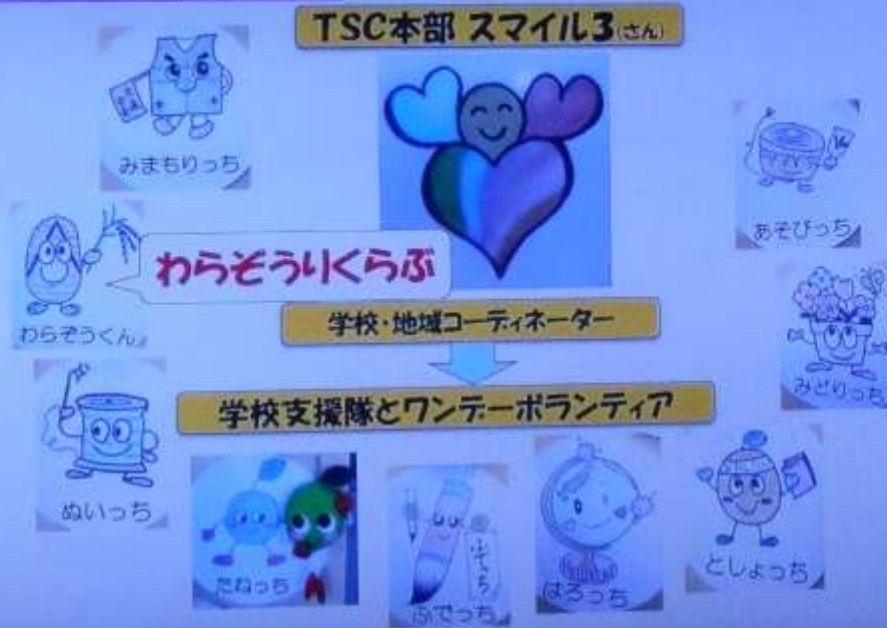 TSC本部 スマイル3(さん)
みまもりっち
あそびっち
わらぞうりくらぶ
わらぞうくん
学校・地域コーディネーター
みどりっち
学校支援隊とワンデーボランティア
ぬいっち
たねっち
ふでっち
ふでっち
はろっち
としょっち